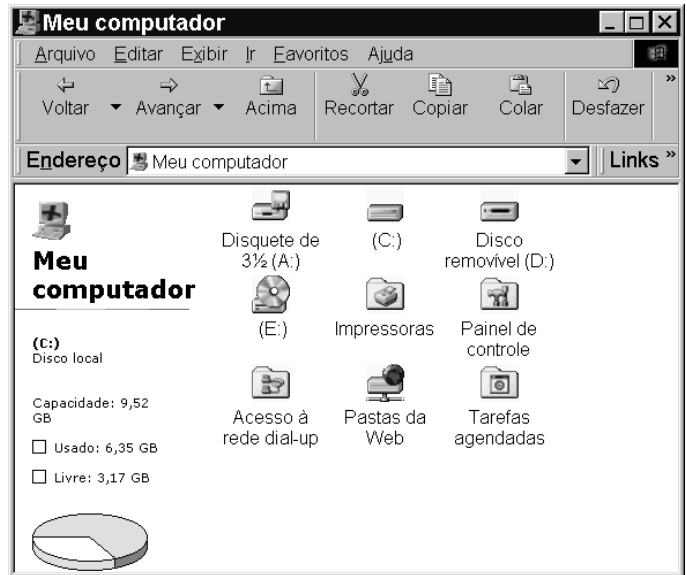 Meu computador
Arquivo Editar Exibir Ir Favoritos Ajuda
Voltar Avançar Acima Recortar Copiar Colar Desfazer »
Endereço Meu computador Links »
Meu
computador
(C:)
Disco local
Capacidade: 9,52
GB
Usado: 6,35 GB
Livre: 3,17 GB
Disquete de
3½ (A:)
(C:)
Disco
removível (D:)
(E:)
Impressoras
Painel de
controle
Acesso à
rede dial-up
Pastas da
Web
Tarefas
agendadas